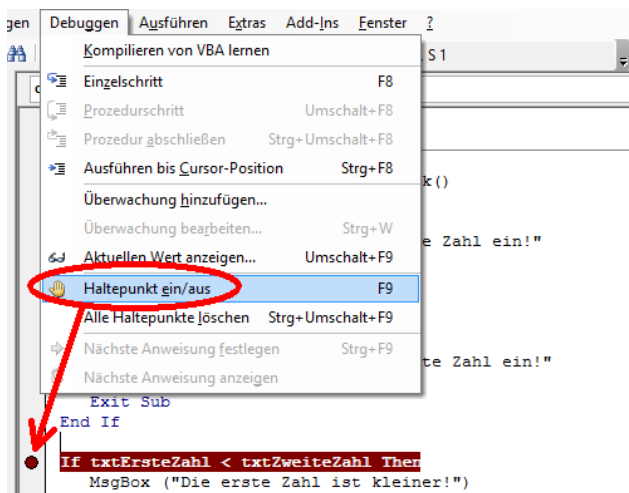 gen Debuggen Ausführen Extras Add-Ins Fenster ?
Kompilieren von VBA lernen
S 1
Einzelschritt F8
Prozedurschritt Umschalt+F8
Prozedur abschließen Strg+Umschalt+F8
Ausführen bis Cursor-Position Strg+F8
k()
Überwachung hinzufügen...
Überwachung bearbeiten... Strg+W
e Zahl ein!"
Aktuellen Wert anzeigen... Umschalt+F9
Haltepunkt ein/aus F9
Alle Haltepunkte löschen Strg+Umschalt+F9
Nächste Anweisung festlegen Strg+F9
te Zahl ein!"
Nächste Anweisung anzeigen
Exit Sub
End If
If txtErsteZahl < txtZweiteZahl Then
MsgBox ("Die erste Zahl ist kleiner!")